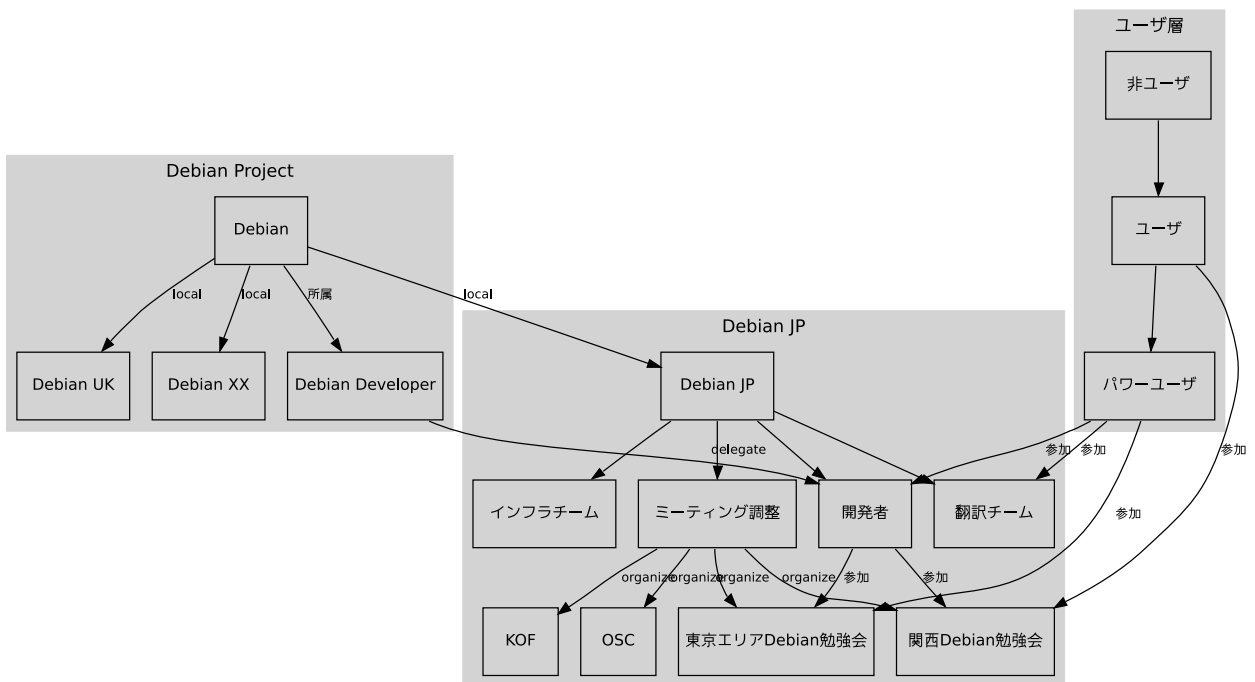 ユーザ層
非ユーザ
Debian Project
Debian
ユーザ
local
local
所属
local
参加
Debian JP
Debian UK
Debian XX
Debian Developer
Debian JP
パワーユーザ
delegate
参加
参加
参加
インフラチーム
ミーティング調整
開発者
翻訳チーム
organize
organize
organize
organize
参加
参加
KOF
OSC
東京エリアDebian勉強会
関西Debian勉強会